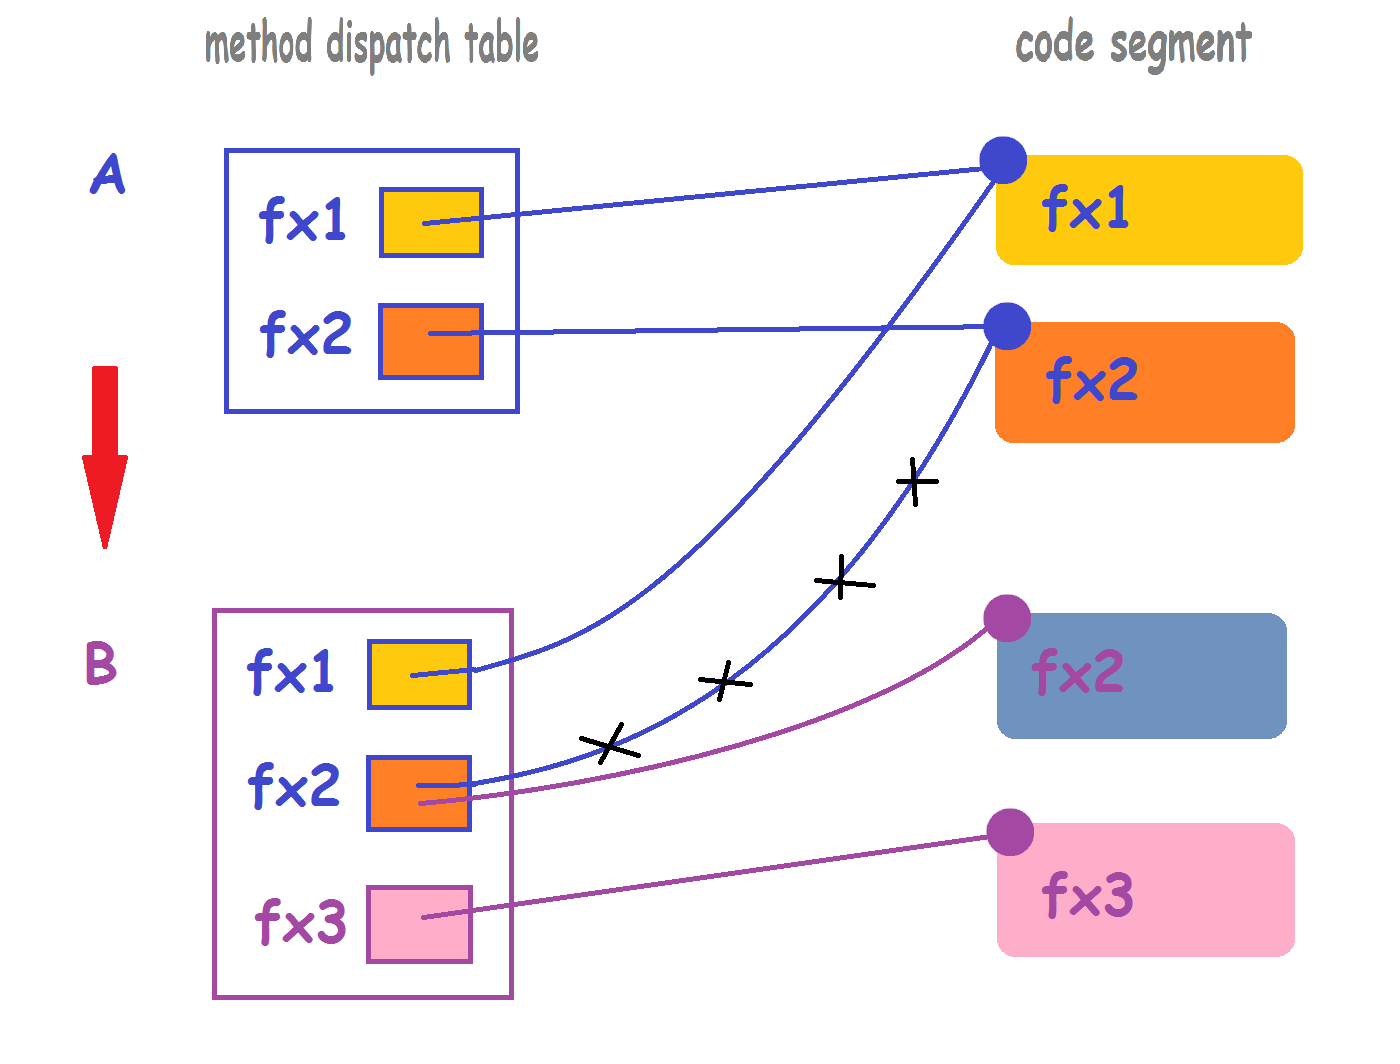 method dispatch table
code segment
A
fx1
fx1
fx2
fx2
B
fx1
fx2
fx2
fx3
fx3